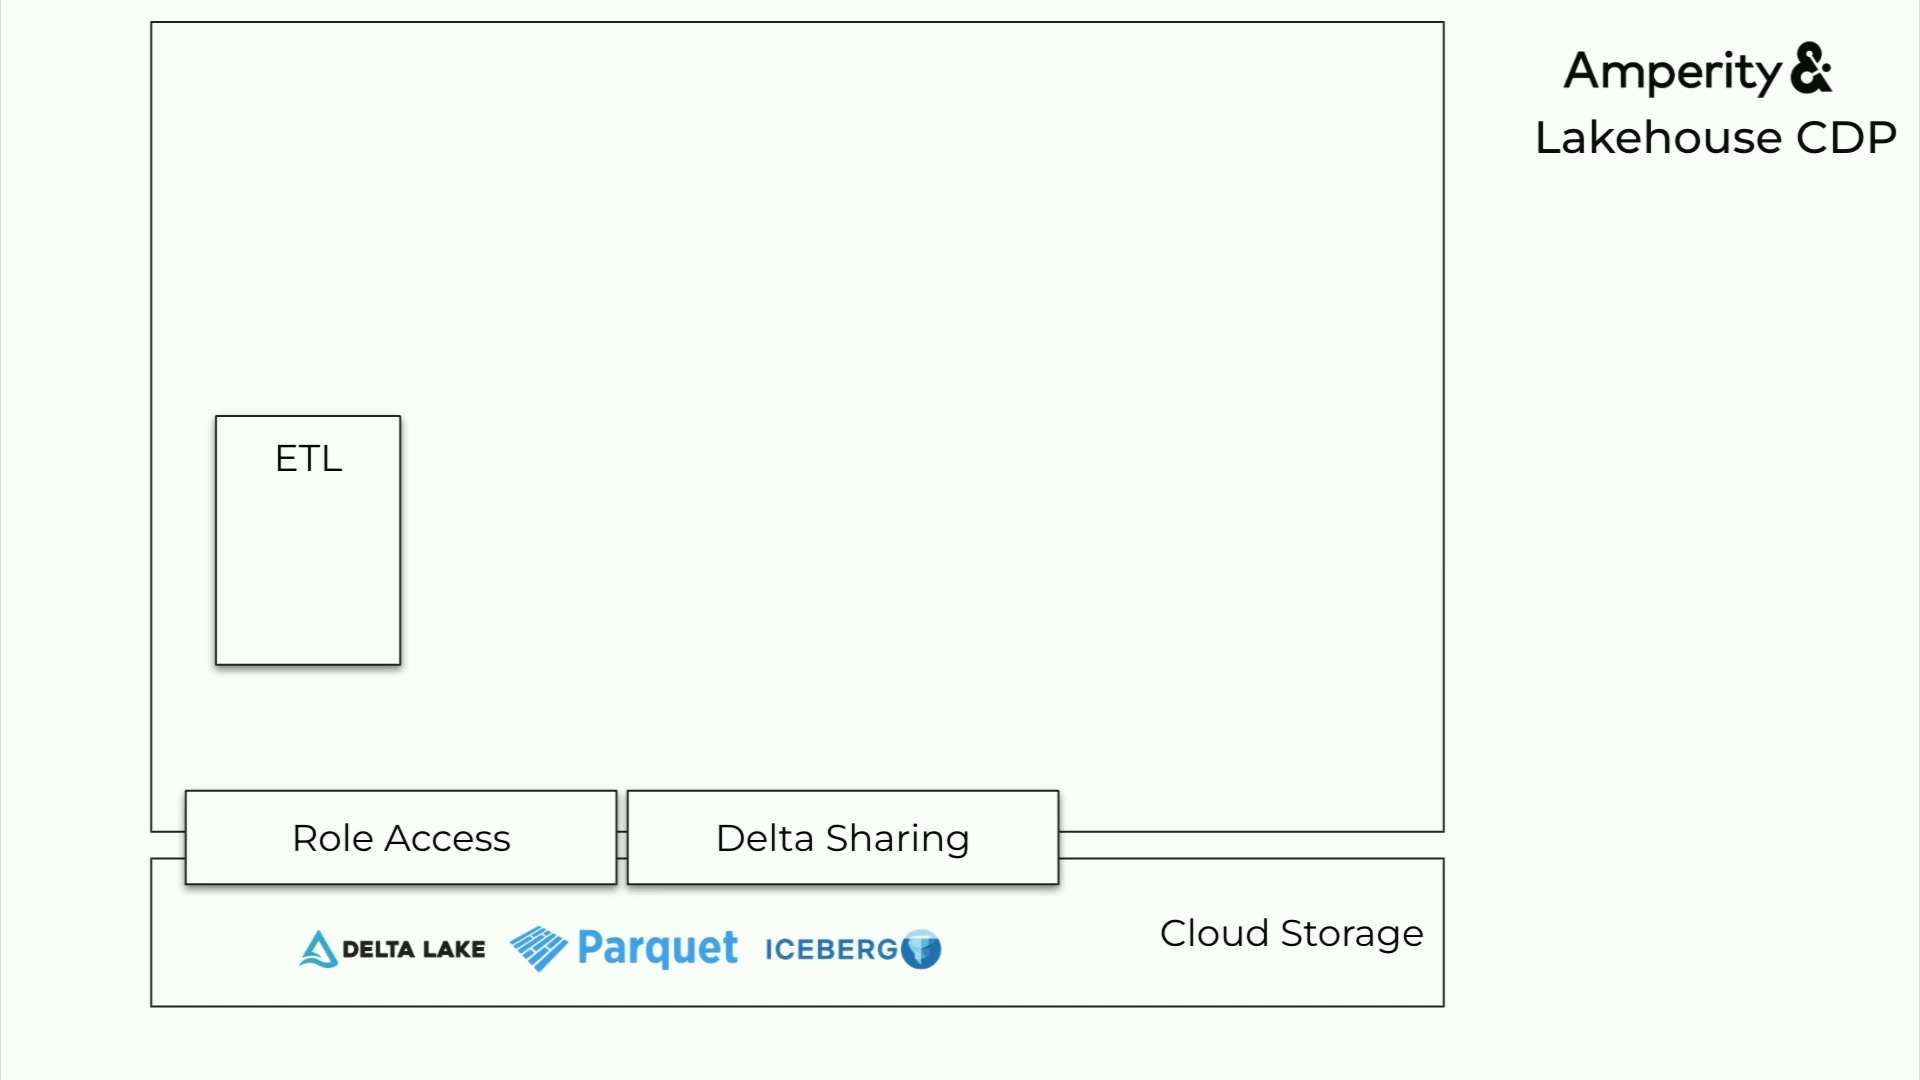 Amperity &
Lakehouse CDP
ETL
Role Access
Delta Sharing
DELTA LAKE
Parquet
ICEBERG
Cloud Storage